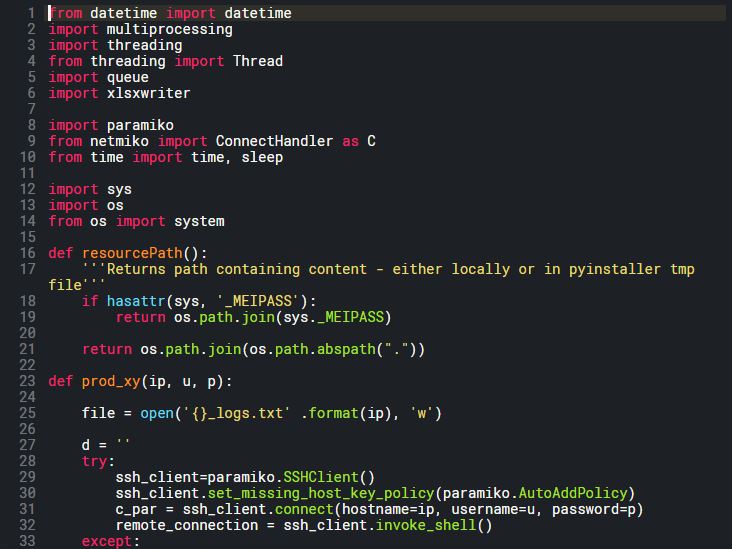 1 from datetime import datetime
2 import multiprocessing
3 import threading
4 from threading import Thread
5 import queue
6 import xlsxwriter
7
8 import paramiko
9 from netmiko import ConnectHandler as C
10 from time import time, sleep
11
12 import sys
13 import os
14 from os import system
15
16 def resourcePath():
17     '''Returns path containing content - either locally or in pyinstaller tmp
file'''
18     if hasattr(sys, '_MEIPASS'):
19         return os.path.join(sys._MEIPASS)
20
21     return os.path.join(os.path.abspath("."))
22
23 def prod_xy(ip, u, p):
24
25     file = open('{}_logs.txt' .format(ip), 'w')
26
27     d = ''
28     try:
29         ssh_client=paramiko.SSHClient()
30         ssh_client.set_missing_host_key_policy(paramiko.AutoAddPolicy)
31         c_par = ssh_client.connect(hostname=ip, username=u, password=p)
32         remote_connection = ssh_client.invoke_shell()
33     except: